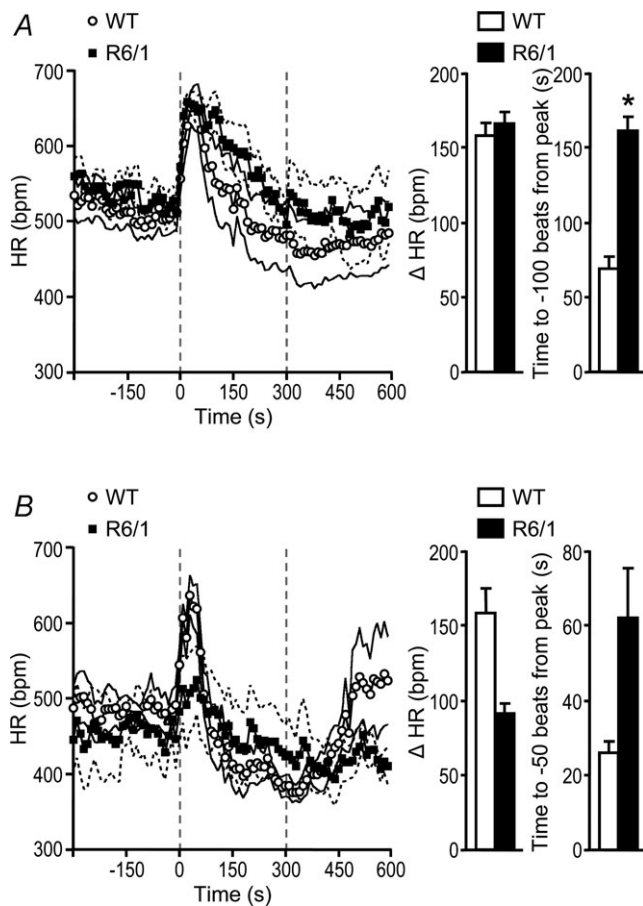 A
WT
R6/1
WT
R6/1
700
600
500
400
300
HR (bpm)
-150 0 150 300 450 600
Time (s)
200
150
100
50
0
Δ HR (bpm)
200
150
100
50
0
Time to -100 beats from peak (s)
*
B
WT
R6/1
WT
R6/1
700
600
500
400
300
HR (bpm)
-150 0 150 300 450 600
Time (s)
200
150
100
50
0
Δ HR (bpm)
80
60
40
20
0
Time to -50 beats from peak (s)